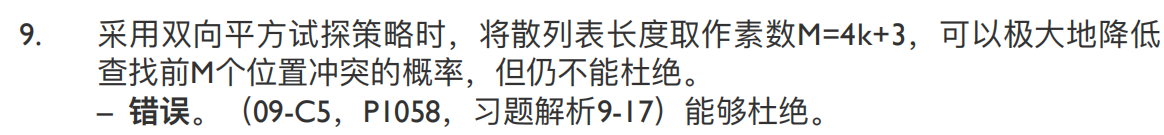 9. 采用双向平方试探策略时，将散列表长度取作素数M=4k+3，可以极大地降低
查找前M个位置冲突的概率，但仍不能杜绝。
– 错误。（09-C5，P1058，习题解析9-17）能够杜绝。